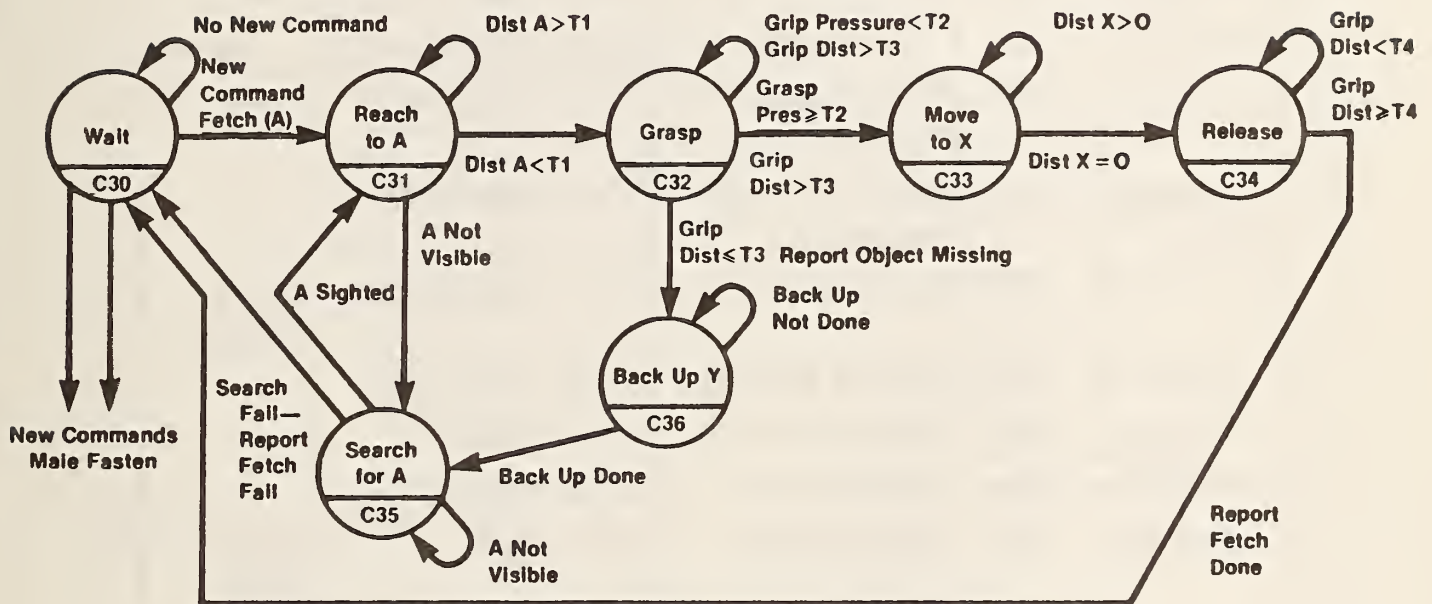 No New Command
New
Command
Fetch (A)
Wait
C30
Dist A>T1
Reach
to A
C31
Dist A<T1
Grip Pressure<T2
Grip Dist>T3
Grasp
Pres≥T2
Grasp
C32
Grip
Dist>T3
Dist X>O
Move
to X
C33
Dist X=O
Grip
Dist<T4
Grip
Dist≥T4
Release
C34
A Not
Visible
A Sighted
Grip
Dist≤T3 Report Object Missing
Back Up
Not Done
Back Up Y
C36
Back Up Done
Search
Fail—
Report
Fetch
Fail
New Commands
Maie Fasten
Search
for A
C35
A Not
Visible
Report
Fetch
Done